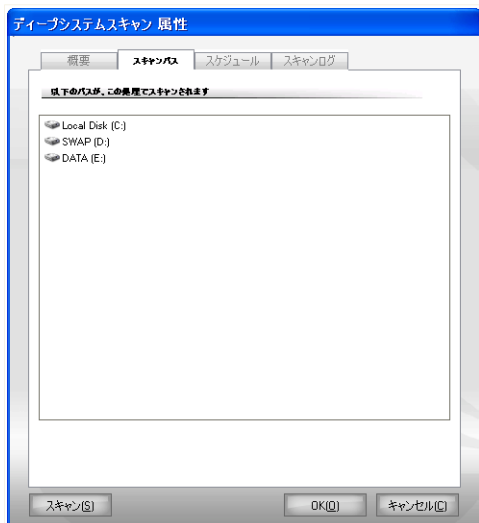 ディープシステムスキャン 属性
概要 スキャンパス スケジュール スキャンログ
以下のパスが、この処理でスキャンされます
Local Disk (C:)
SWAP (D:)
DATA (E:)
スキャン(S) OK(O) キャンセル(C)